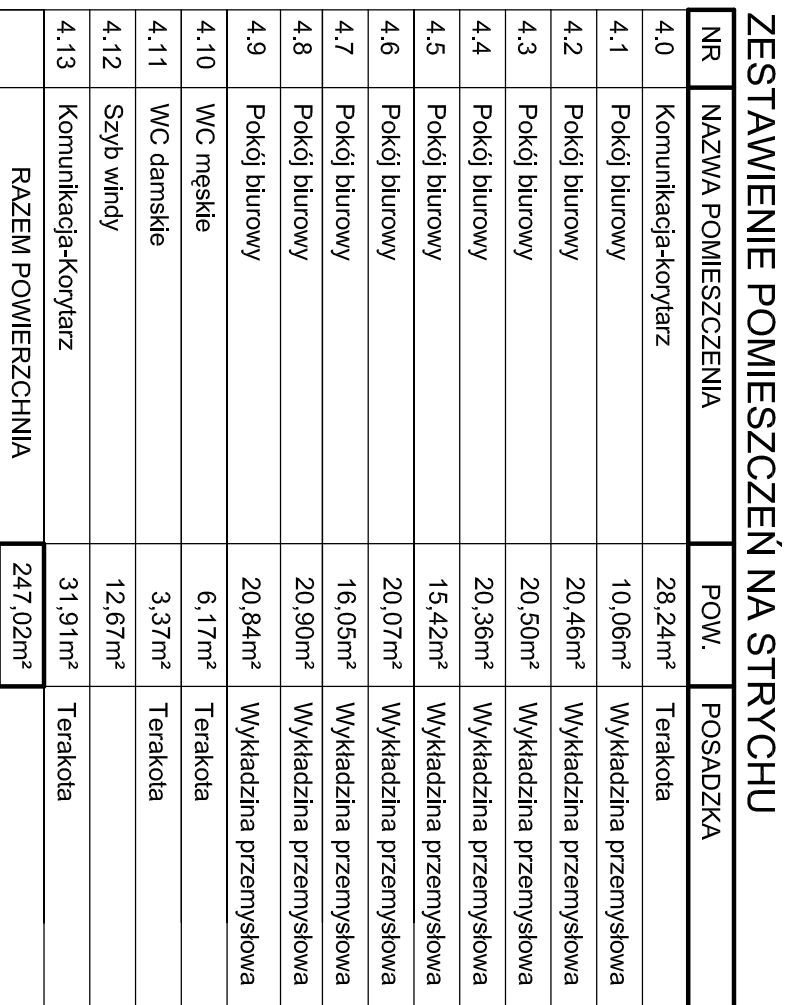 ZESTAWIENIE POMIESZCZEŃ NA STRYCHU
NR NAZWA POMIESZCZENIA POW. POSADZKA
4.0 Komunikacja-korytarz 28,24m² Terakota
4.1 Pokój biurowy 10,06m² Wykładzina przemysłowa
4.2 Pokój biurowy 20,46m² Wykładzina przemysłowa
4.3 Pokój biurowy 20,50m² Wykładzina przemysłowa
4.4 Pokój biurowy 20,36m² Wykładzina przemysłowa
4.5 Pokój biurowy 15,42m² Wykładzina przemysłowa
4.6 Pokój biurowy 20,07m² Wykładzina przemysłowa
4.7 Pokój biurowy 16,05m² Wykładzina przemysłowa
4.8 Pokój biurowy 20,90m² Wykładzina przemysłowa
4.9 Pokój biurowy 20,84m² Wykładzina przemysłowa
4.10 WC męskie 6,17m² Terakota
4.11 WC damskie 3,37m² Terakota
4.12 Szyb windy 12,67m²
4.13 Komunikacja-Korytarz 31,91m² Terakota
RAZEM POWIERZCHNIA 247,02m²